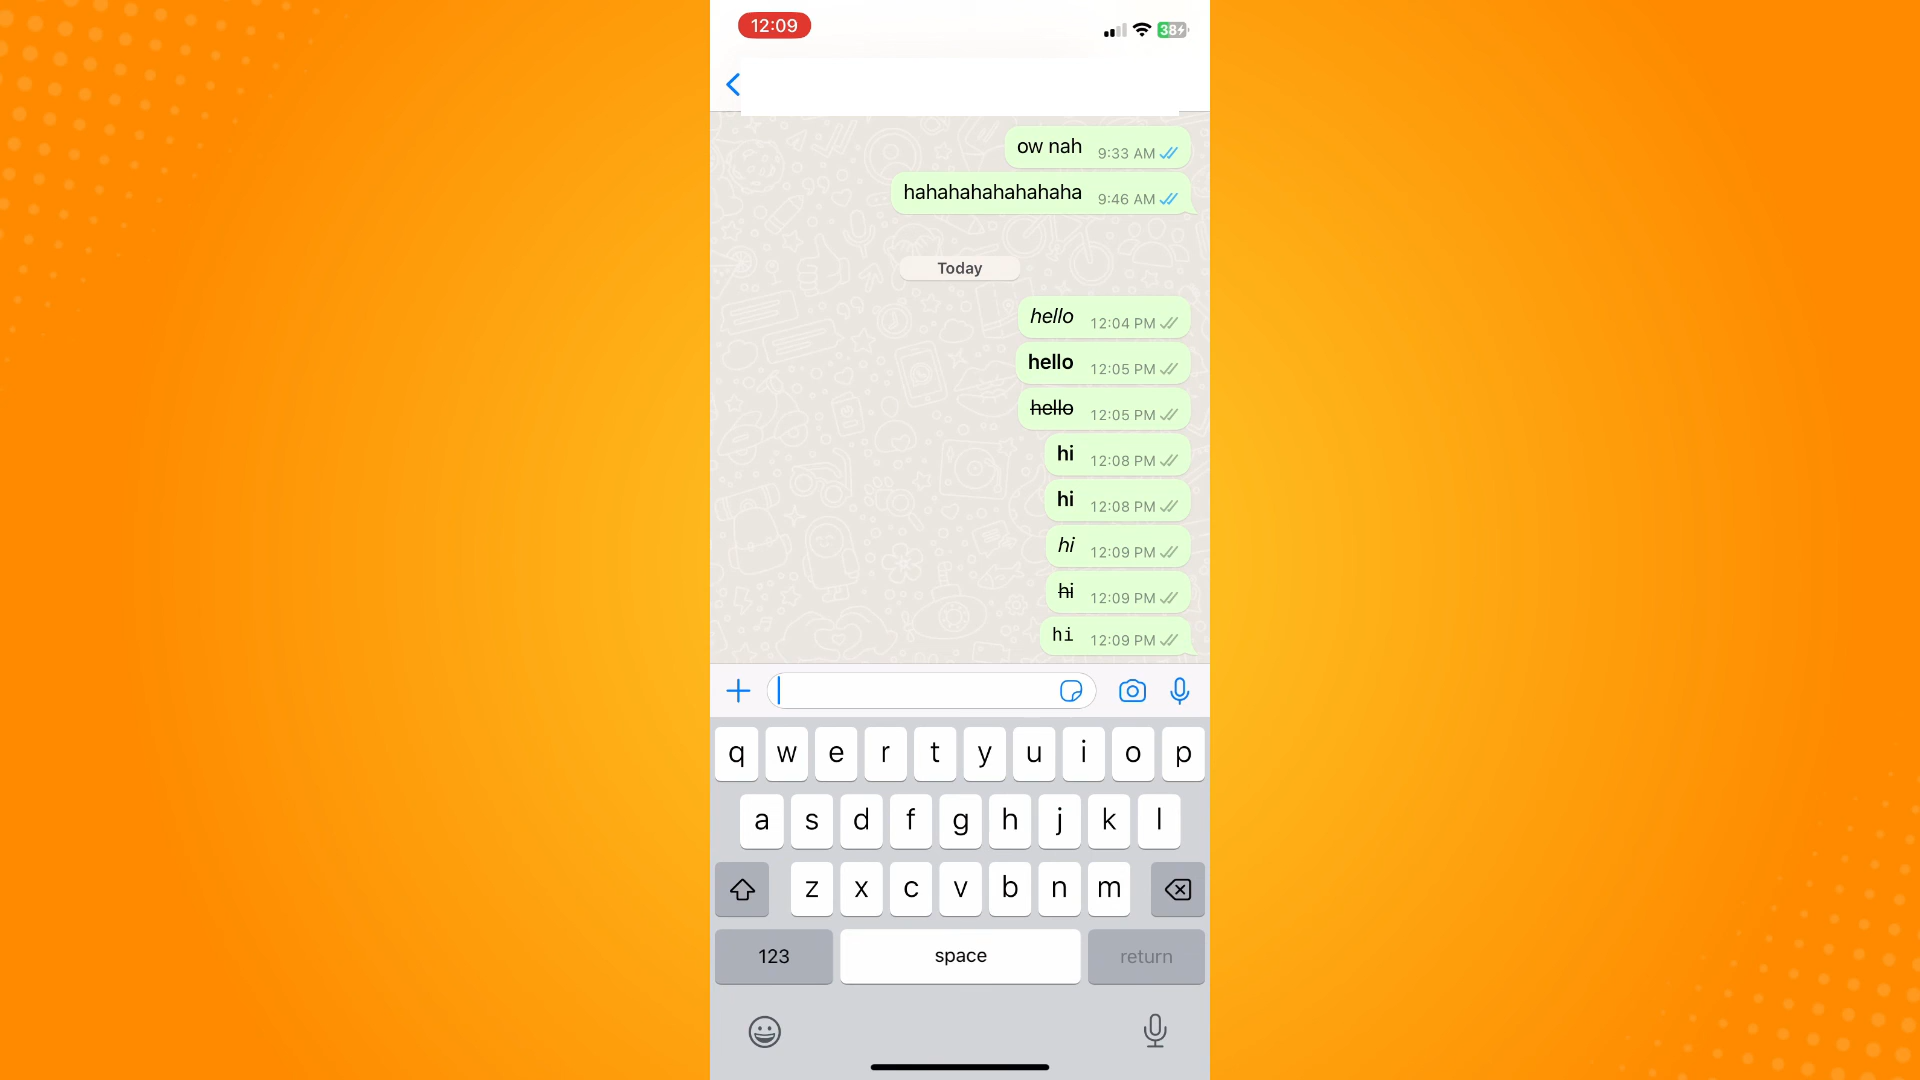 12:09
38
ow nah 9:33 AM
hahahahahahahaha 9:46 AM
Today
hello 12:04 PM
hello 12:05 PM
hello 12:05 PM
hi 12:08 PM
hi 12:08 PM
hi 12:09 PM
hi 12:09 PM
hi 12:09 PM
q w e r t y u i o p
a s d f g h j k l
z x c v b n m
123 space return